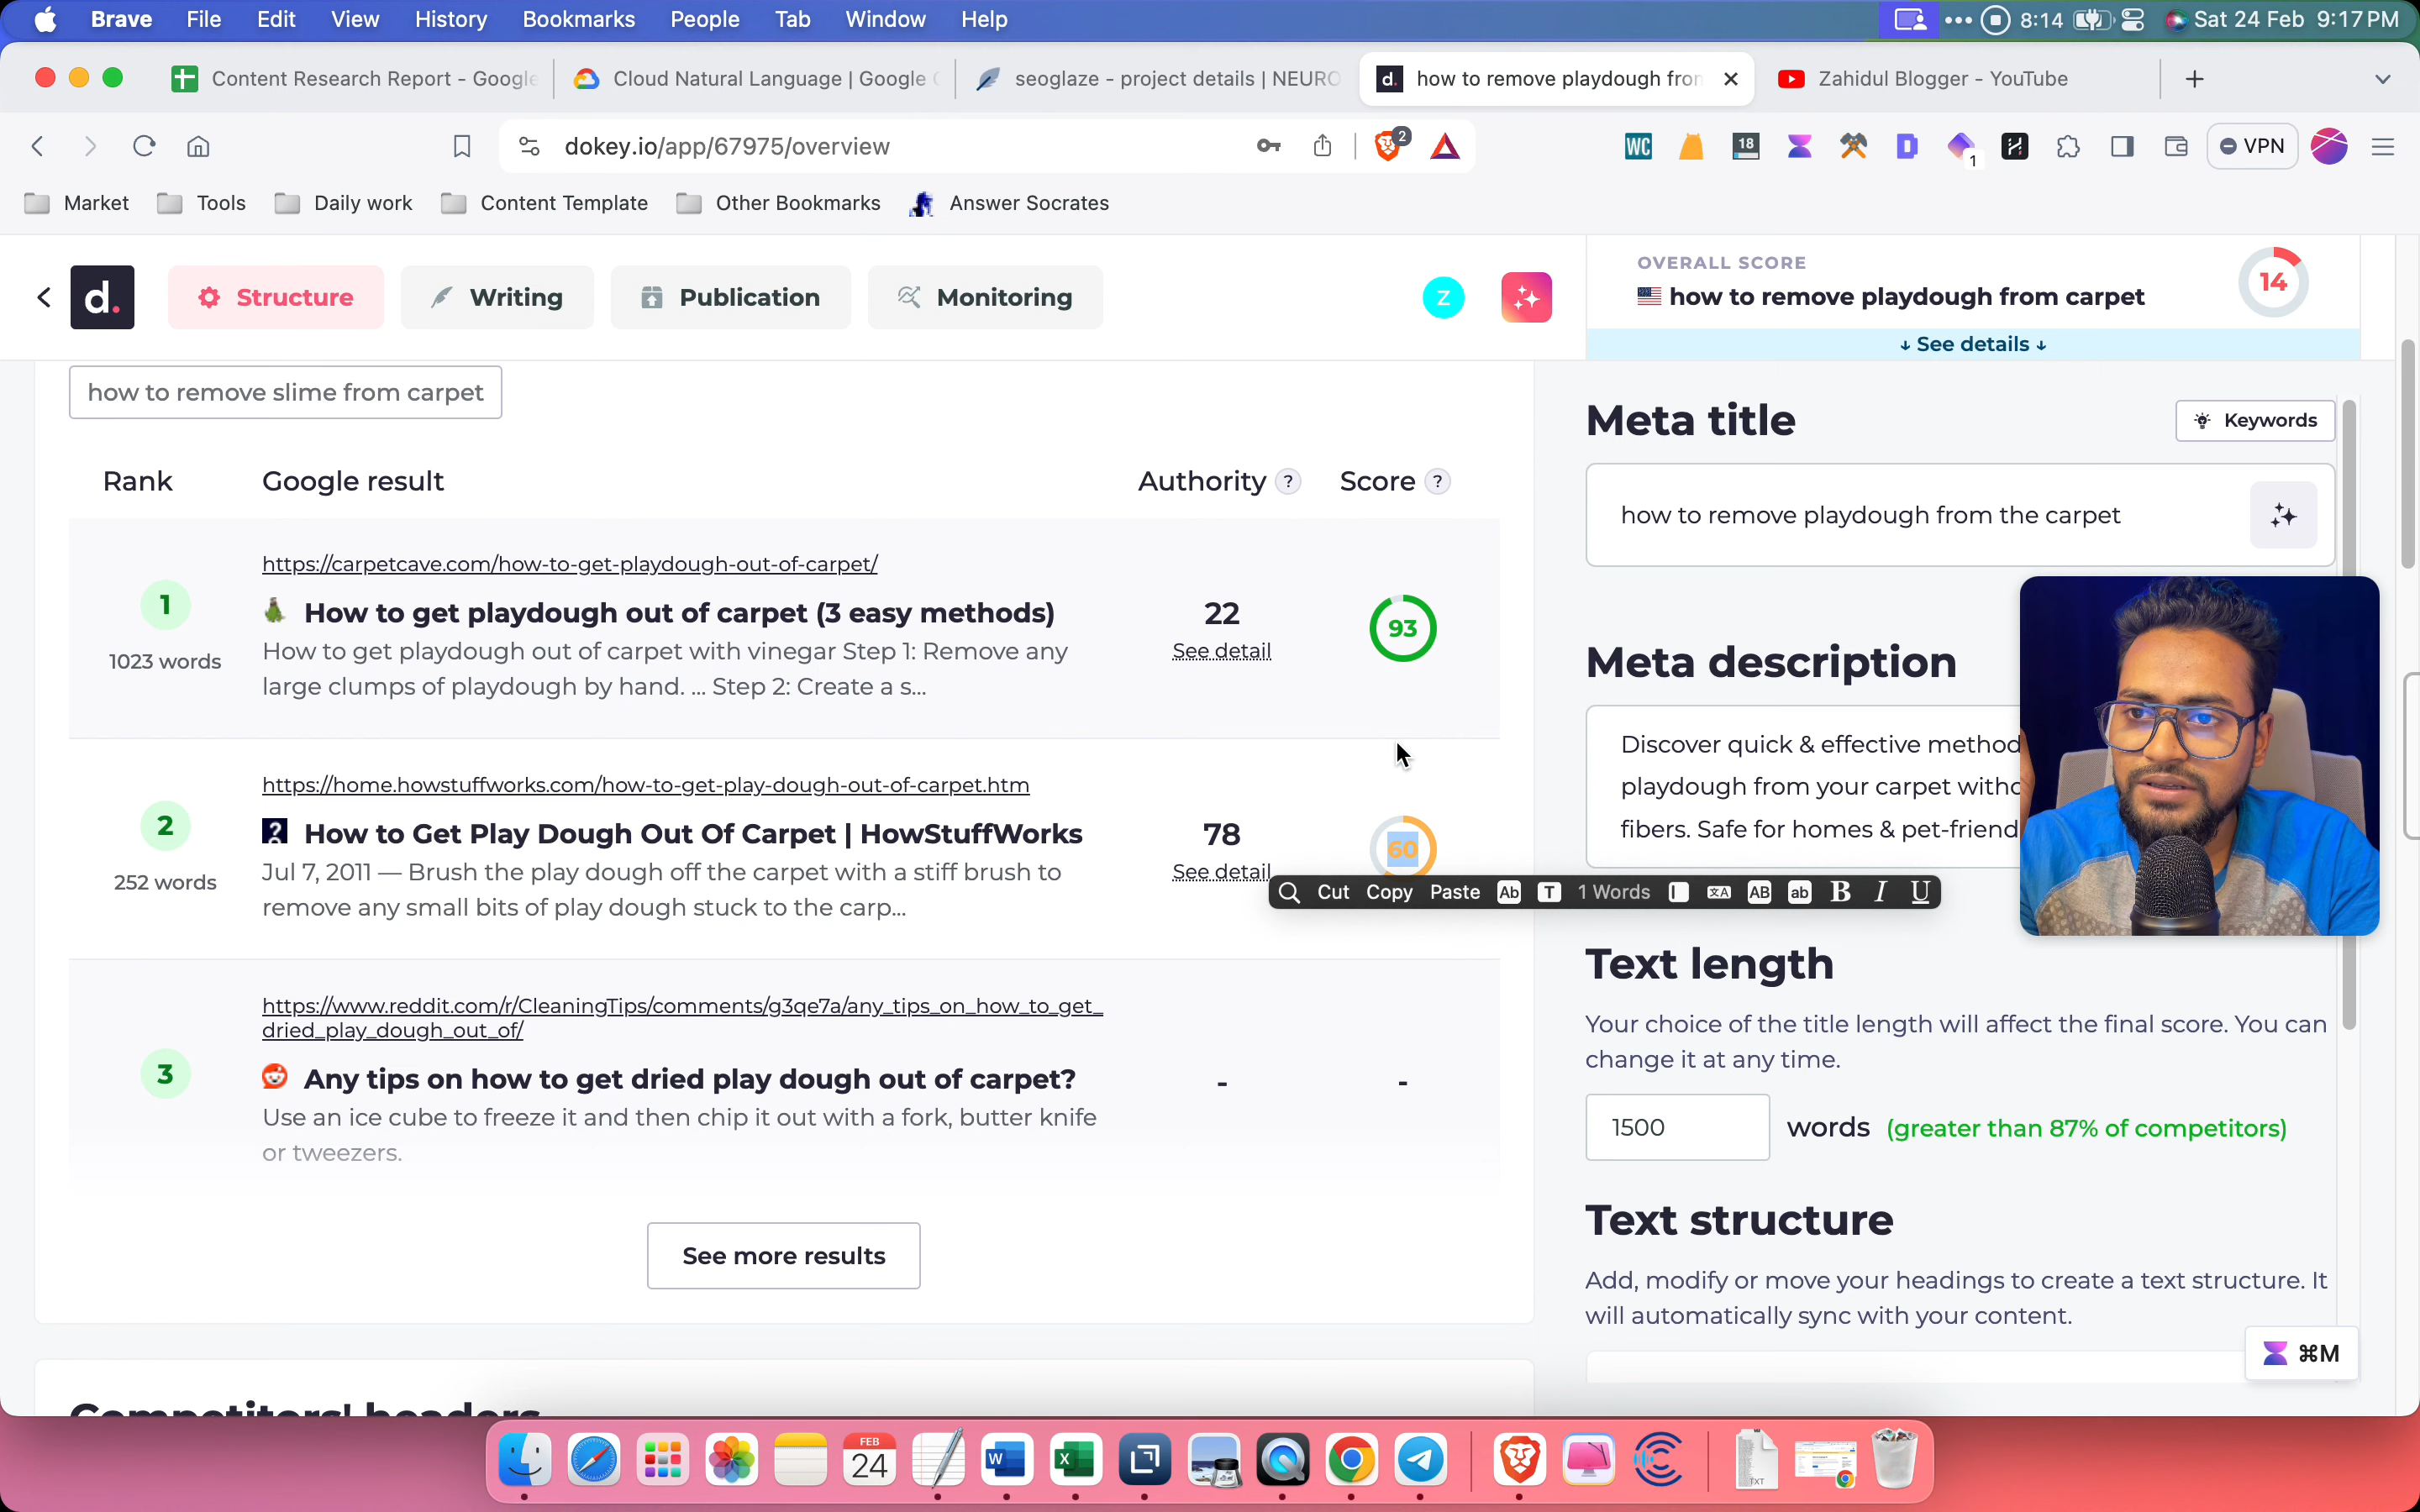 Brave File Edit View History Bookmarks People Tab Window Help
8:14 Sat 24 Feb 9:17 PM
Content Research Report - Google
Cloud Natural Language | Google C
seoglaze - project details | NEURO
how to remove playdough from
Zahidul Blogger - YouTube
dokey.io/app/67975/overview
2
WC
18
1
VPN
Market Tools Daily work Content Template Other Bookmarks Answer Socrates
d.
Structure
Writing
Publication
Monitoring
Z
OVERALL SCORE
how to remove playdough from carpet
14
↓ See details ↓
how to remove slime from carpet
Rank Google result Authority ? Score ?
1
1023 words
https://carpetcave.com/how-to-get-playdough-out-of-carpet/
How to get playdough out of carpet (3 easy methods)
How to get playdough out of carpet with vinegar Step 1: Remove any
large clumps of playdough by hand. ... Step 2: Create a s...
22
See detail
93
2
252 words
https://home.howstuffworks.com/how-to-get-play-dough-out-of-carpet.htm
How to Get Play Dough Out Of Carpet | HowStuffWorks
Jul 7, 2011 — Brush the play dough off the carpet with a stiff brush to
remove any small bits of play dough stuck to the carp...
78
See detail
60
Cut Copy Paste Ab T 1 Words AB ab B I U
3
https://www.reddit.com/r/CleaningTips/comments/g3qe7a/any_tips_on_how_to_get_
dried_play_dough_out_of/
Any tips on how to get dried play dough out of carpet?
Use an ice cube to freeze it and then chip it out with a fork, butter knife
or tweezers.
-
-
See more results
Competitors' headers
Meta title
Keywords
how to remove playdough from the carpet
Meta description
Discover quick & effective method
playdough from your carpet witho
fibers. Safe for homes & pet-friend
Text length
Your choice of the title length will affect the final score. You can
change it at any time.
1500 words (greater than 87% of competitors)
Text structure
Add, modify or move your headings to create a text structure. It
will automatically sync with your content.
⌘M
FEB
24
W
X
TXT